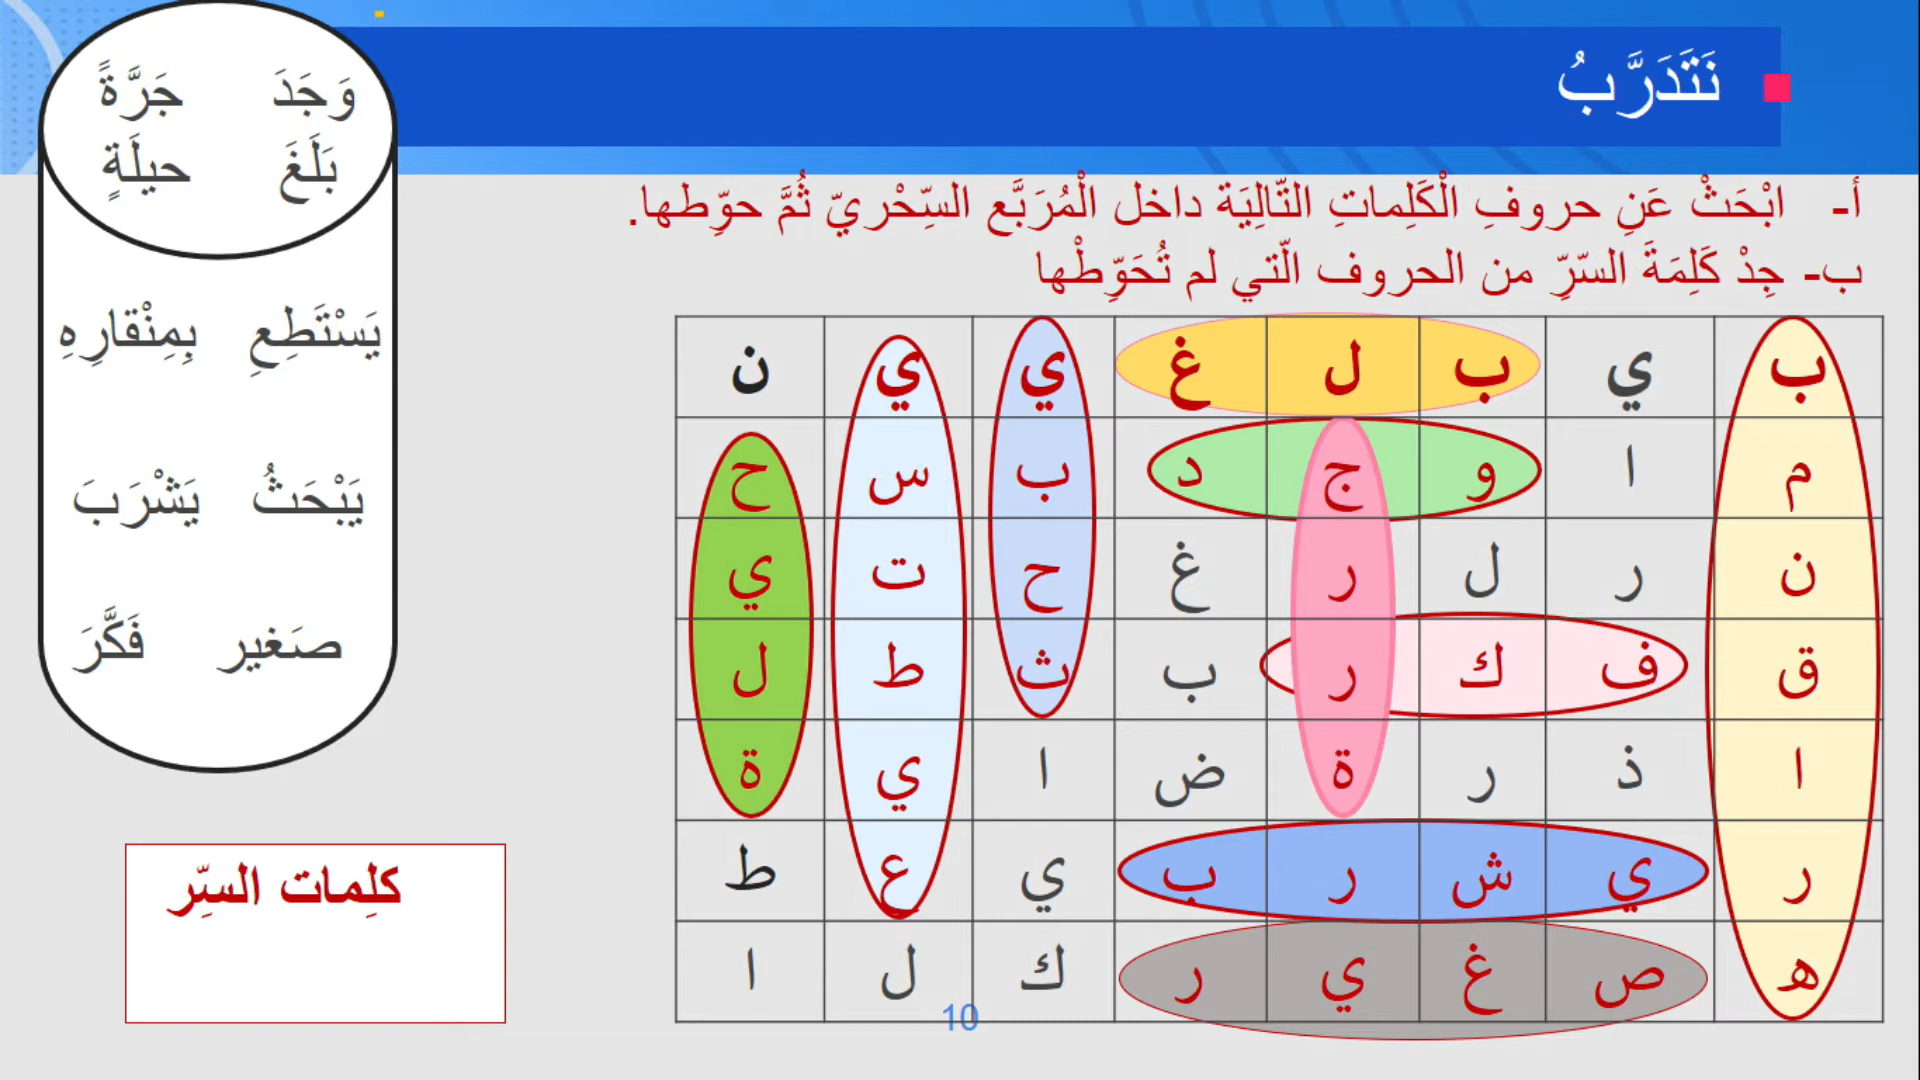 نَتَدَرَّبُ
أ- ابْحَثْ عَنِ حروفِ الْكَلِماتِ التّالِيَة داخل الْمُرَبَّع السِّحْريّ ثُمَّ حوِّطها.
ب- جِدْ كَلِمَةَ السّرِّ من الحروف الّتي لم تُحَوِّطْها
وَجَدَ جَرَّةً
بَلَغَ حيلَةٍ
يَسْتَطِعِ بِمِنْقارِهِ
يَبْحَثُ يَشْرَبَ
صَغير فَكَّرَ
ب ي ب ل غ ي ي ن
م ا و ج د ب س ح
ن ر ل ر غ ح ت ي
ق ف ك ر ب ث ط ل
ا ذ ر ة ض ا ي ة
ر ي ش ر ب ي ع ط
ه ص غ ي ر ك ل ا
كلِمات السِّر
10